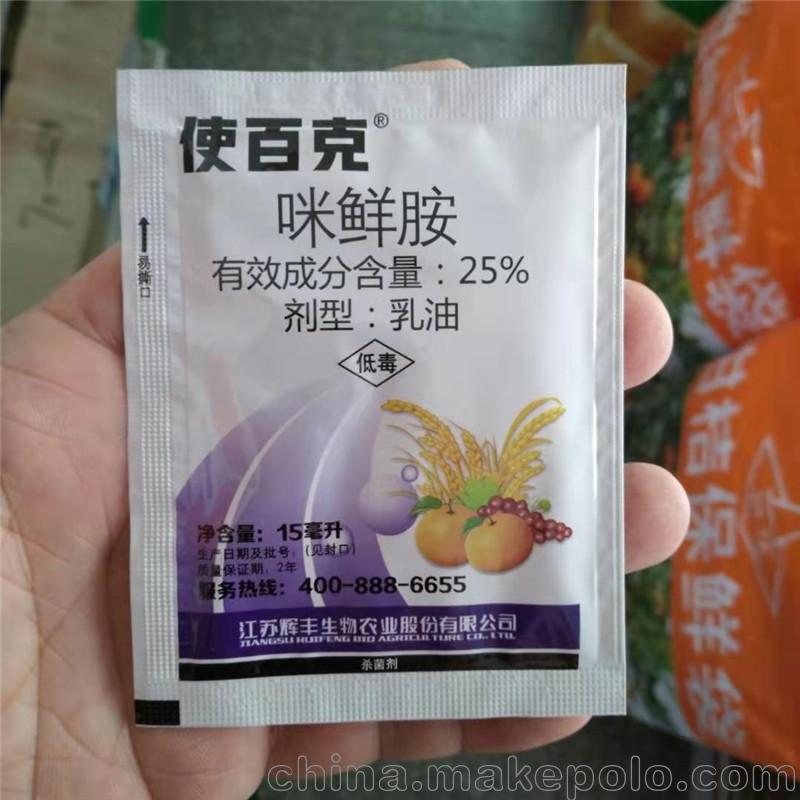 使百克®
咪鲜胺
有效成分含量：25%
剂型：乳油
低毒
易撕口
净含量：15毫升
生产日期及批号：(见封口)
质量保证期：2年
服务热线：400-888-6655
江苏辉丰生物农业股份有限公司
JIANGSU HUIFENG BIO AGRICULTURE CO., LTD.
杀菌剂
桔保鲜袋
china.makepolo.com